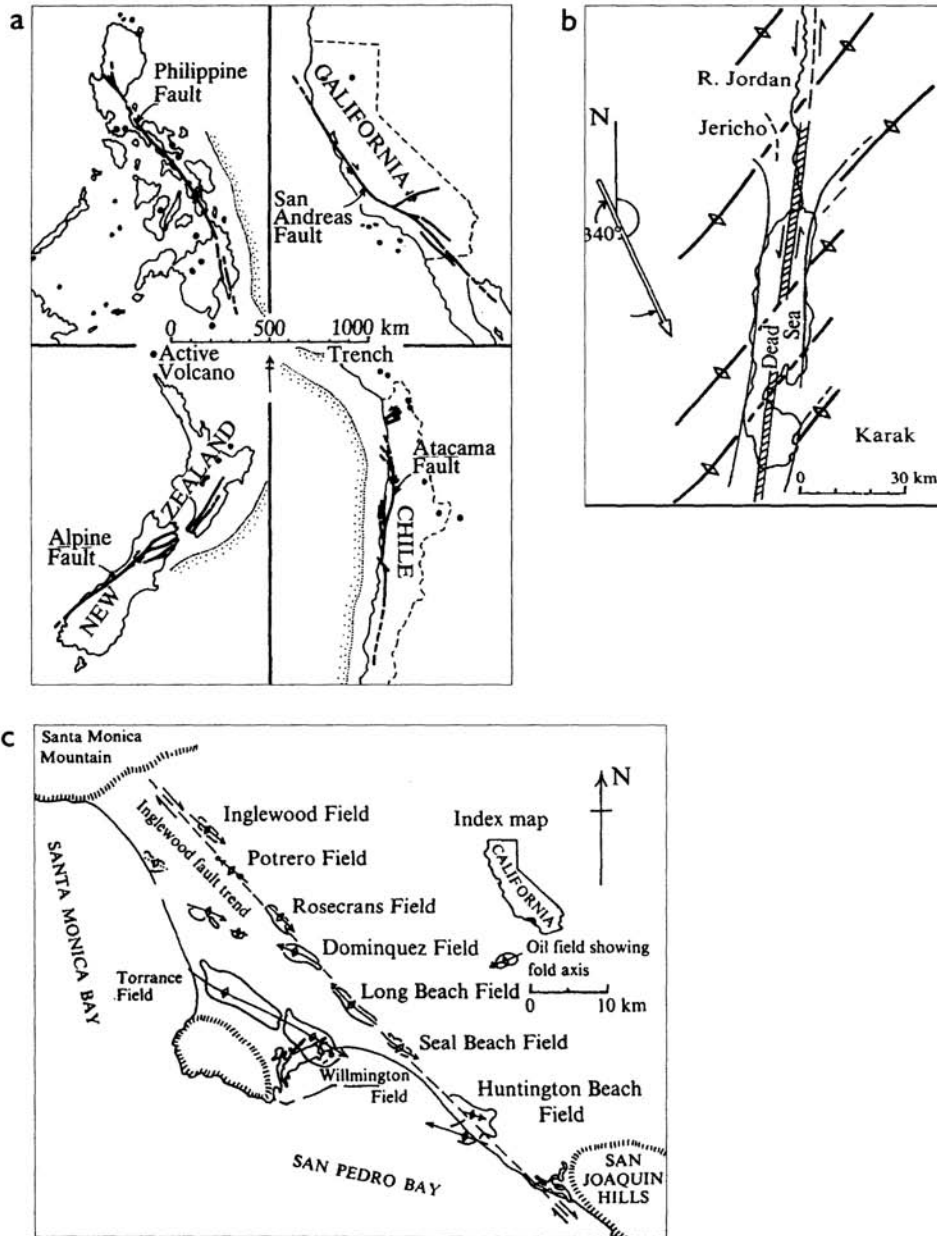 a
Philippine
Fault
CALIFORNIA
San
Andreas
Fault
0 500 1000 km
Active
Volcano
Trench
NEW ZEALAND
Alpine
Fault
Atacama
Fault
CHILE
b
R. Jordan
Jericho
N
340°
Dead
Sea
Karak
0 30 km
c
Santa Monica
Mountain
Inglewood fault trend
Inglewood Field
Potrero Field
Rosecrans Field
Dominquez Field
Long Beach Field
Seal Beach Field
Huntington Beach
Field
Index map
CALIFORNIA
N
Oil field showing
fold axis
0 10 km
SANTA MONICA BAY
Torrance
Field
Willmington
Field
SAN PEDRO BAY
SAN
JOAQUIN
HILLS